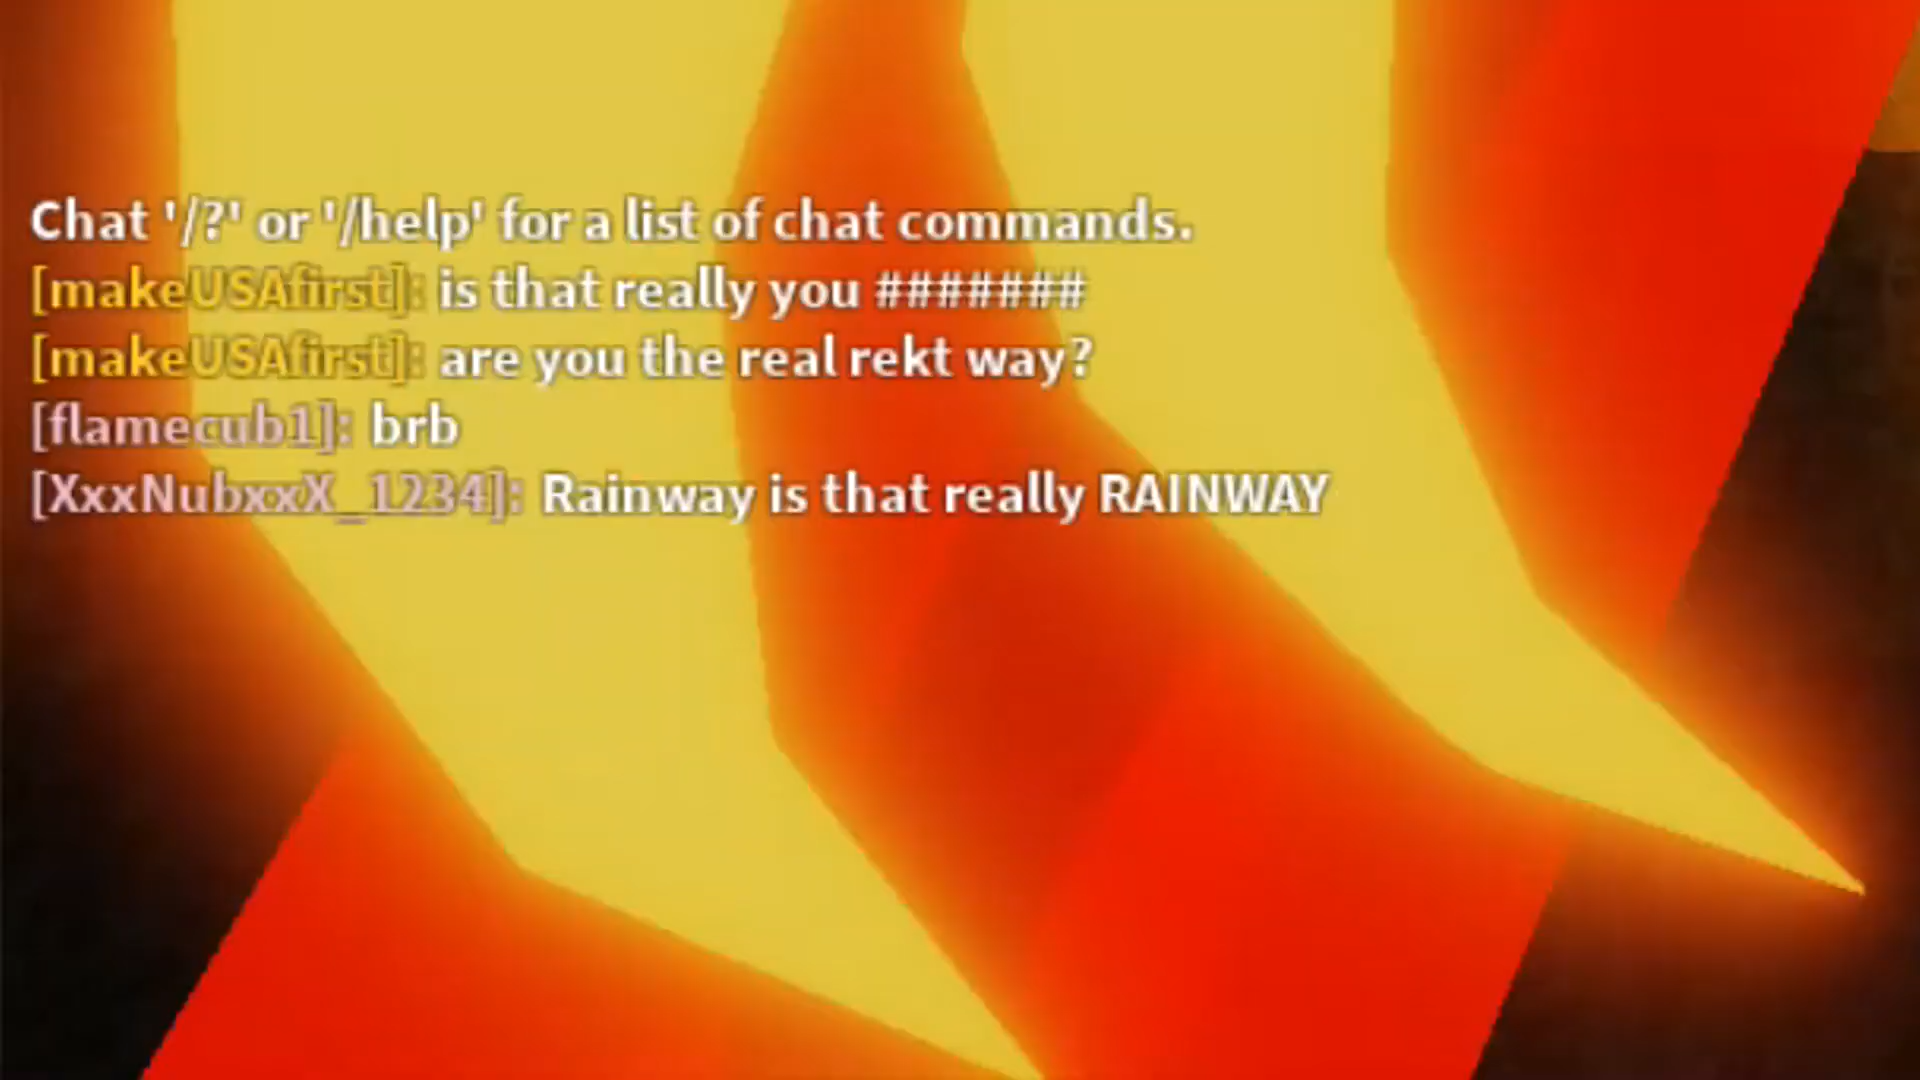 Chat '/?' or '/help' for a list of chat commands.
[makeUSAfirst]: is that really you #######
[makeUSAfirst]: are you the real rekt way?
[flamecub1]: brb
[XxxNubxxX_1234]: Rainway is that really RAINWAY